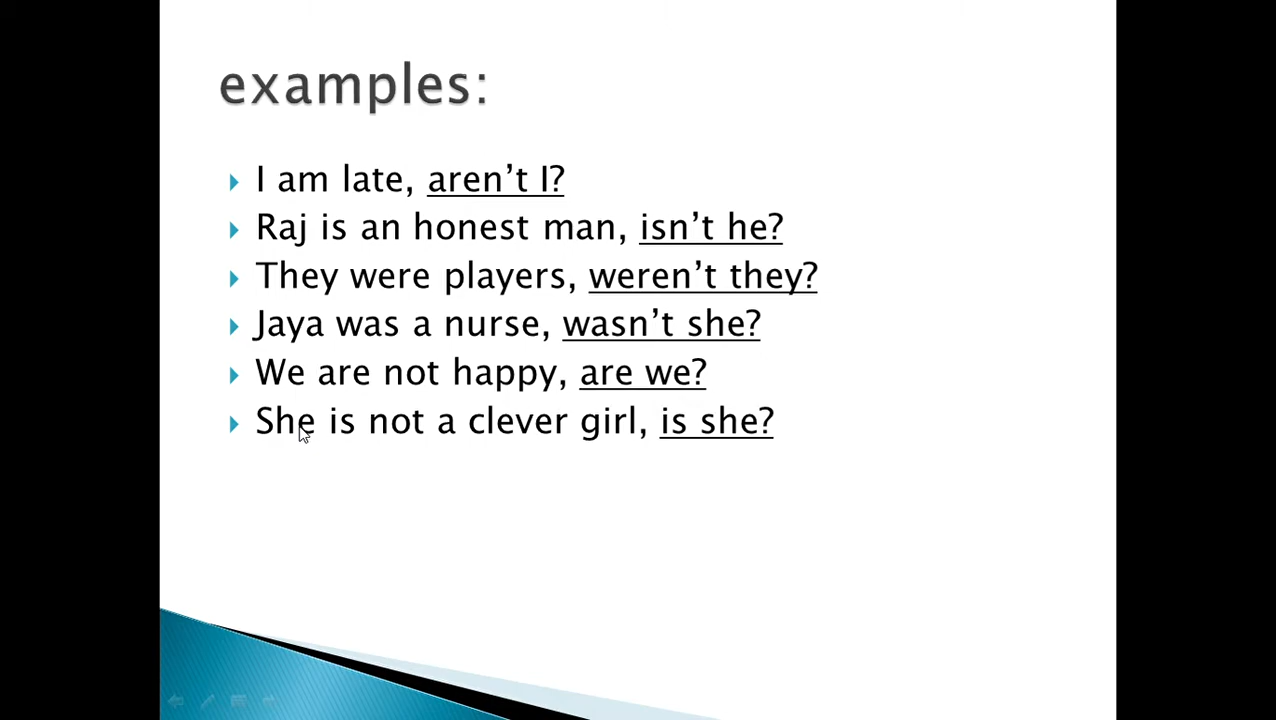 examples:
I am late, aren’t I?
Raj is an honest man, isn’t he?
They were players, weren’t they?
Jaya was a nurse, wasn’t she?
We are not happy, are we?
She is not a clever girl, is she?